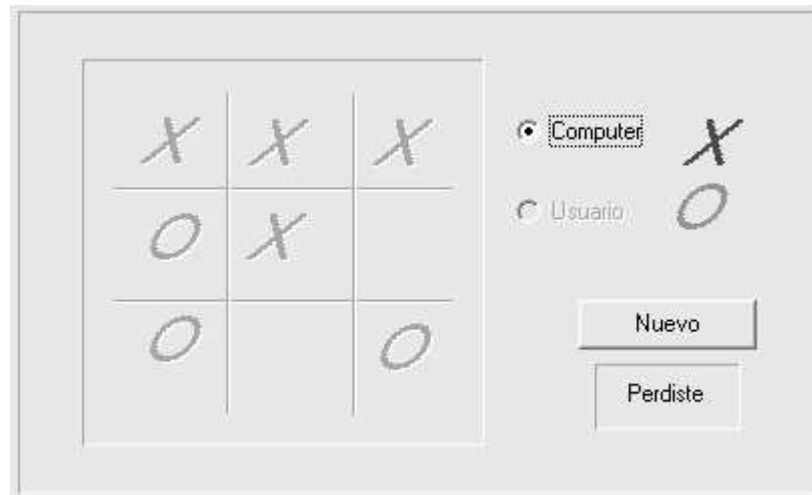 X X X
O X
O O
Computer X
Usuario O
Nuevo
Perdiste